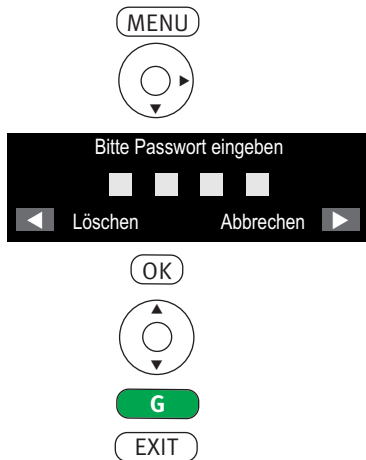 MENU
Bitte Passwort eingeben
Löschen Abbrechen
OK
G
EXIT